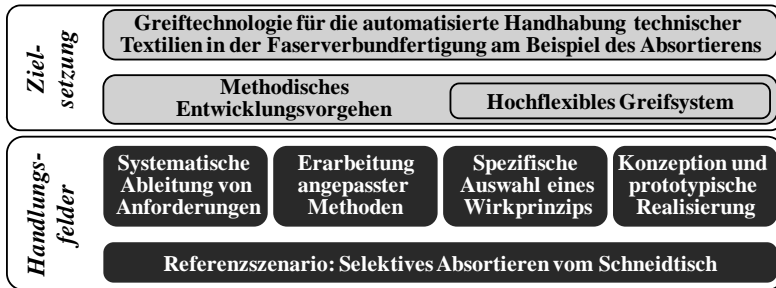 Ziel-
setzung
Greiftechnologie für die automatisierte Handhabung technischer
Textilien in der Faserverbundfertigung am Beispiel des Absortierens
Methodisches
Entwicklungsvorgehen
Hochflexibles Greifsystem
Handlungs-
felder
Systematische
Ableitung von
Anforderungen
Erarbeitung
angepasster
Methoden
Spezifische
Auswahl eines
Wirkprinzips
Konzeption und
prototypische
Realisierung
Referenzszenario: Selektives Absortieren vom Schneidtisch